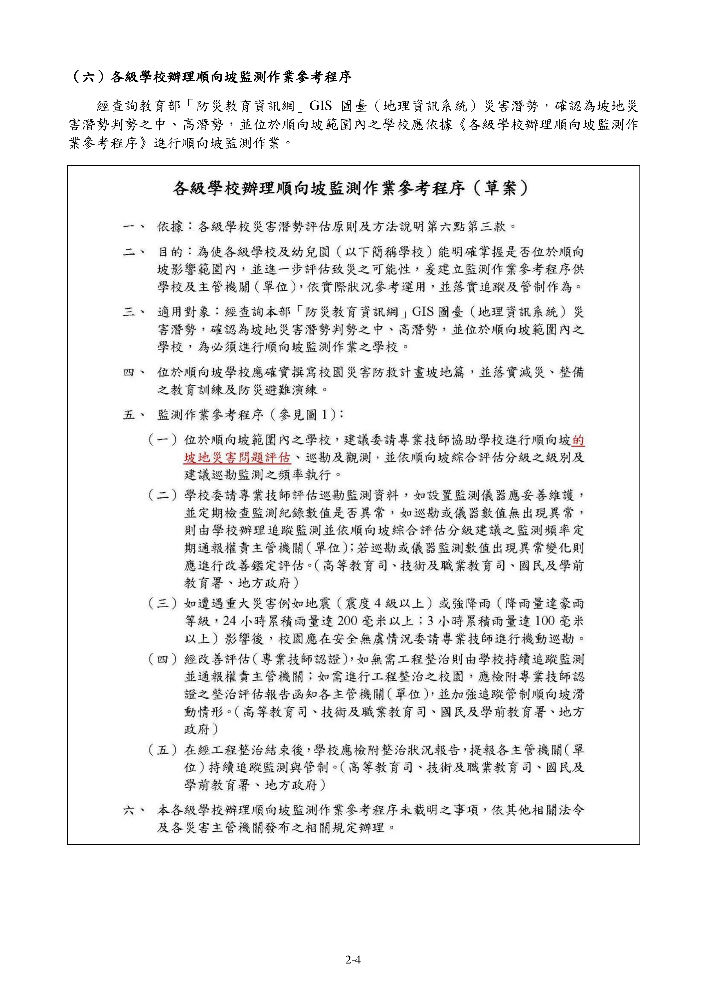 （六）各級學校辦理順向坡監測作業參考程序
經查詢教育部「防災教育資訊網」GIS 圖臺（地理資訊系統）災害潛勢，確認為坡地災
害潛勢判勢之中、高潛勢，並位於順向坡範圍內之學校應依據《各級學校辦理順向坡監測作
業參考程序》進行順向坡監測作業。
各級學校辦理順向坡監測作業參考程序（草案）
一、 依據：各級學校災害潛勢評估原則及方法說明第六點第三款。
二、 目的：為使各級學校及幼兒園（以下簡稱學校）能明確掌握是否位於順向
坡影響範圍內，並進一步評估致災之可能性，爰建立監測作業參考程序供
學校及主管機關（單位），依實際狀況參考運用，並落實追蹤及管制作為。
三、 適用對象：經查詢本部「防災教育資訊網」GIS 圖臺（地理資訊系統）災
害潛勢，確認為坡地災害潛勢判勢之中、高潛勢，並位於順向坡範圍內之
學校，為必須進行順向坡監測作業之學校。
四、 位於順向坡學校應確實撰寫校園災害防救計畫坡地篇，並落實減災、整備
之教育訓練及防災避難演練。
五、 監測作業參考程序（參見圖 1）：
（一）位於順向坡範圍內之學校，建議委請專業技師協助學校進行順向坡的
坡地災害問題評估、巡勘及觀測，並依順向坡綜合評估分級之級別及
建議巡勘監測之頻率執行。
（二）學校委請專業技師評估巡勘監測資料，如設置監測儀器應妥善維護，
並定期檢查監測紀錄數值是否異常，如巡勘或儀器數值無出現異常，
則由學校辦理追蹤監測並依順向坡綜合評估分級建議之監測頻率定
期通報權責主管機關（單位）；若巡勘或儀器監測數值出現異常變化則
應進行改善鑑定評估。（高等教育司、技術及職業教育司、國民及學前
教育署、地方政府）
（三）如遭遇重大災害例如地震（震度 4 級以上）或強降雨（降雨量達豪雨
等級，24 小時累積雨量達 200 毫米以上；3 小時累積雨量達 100 毫米
以上）影響後，校園應在安全無虞情況委請專業技師進行機動巡勘。
（四）經改善評估（專業技師認證），如無需工程整治則由學校持續追蹤監測
並通報權責主管機關；如需進行工程整治之校園，應檢附專業技師認
證之整治評估報告函知各主管機關（單位），並加強追蹤管制順向坡滑
動情形。（高等教育司、技術及職業教育司、國民及學前教育署、地方
政府）
（五）在經工程整治結束後，學校應檢附整治狀況報告，提報各主管機關（單
位）持續追蹤監測與管制。（高等教育司、技術及職業教育司、國民及
學前教育署、地方政府）
六、 本各級學校辦理順向坡監測作業參考程序未載明之事項，依其他相關法令
及各災害主管機關發布之相關規定辦理。
2-4